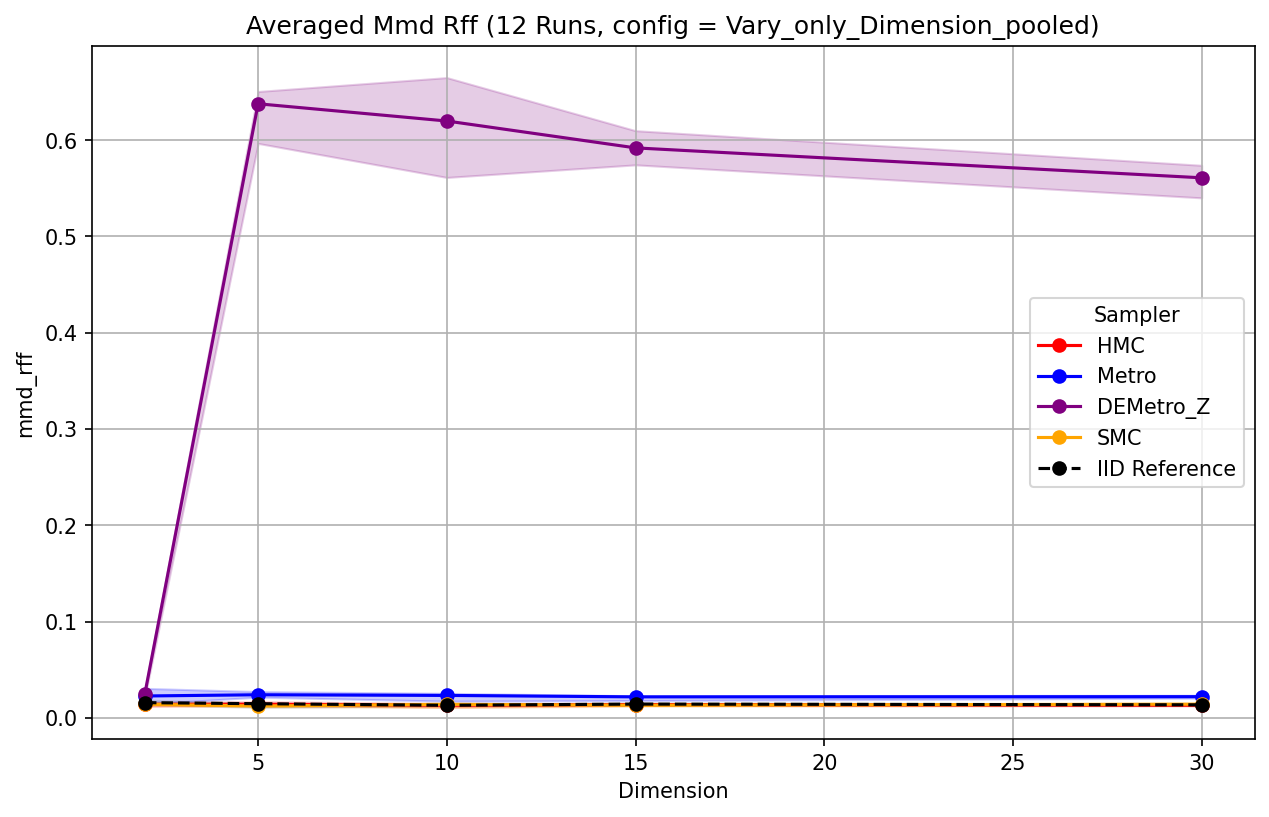 Averaged Mmd Rff (12 Runs, config = Vary_only_Dimension_pooled)
mmd_rff
0.6
0.5
0.4
0.3
0.2
0.1
0.0
Sampler
HMC
Metro
DEMetro_Z
SMC
IID Reference
5 10 15 20 25 30
Dimension